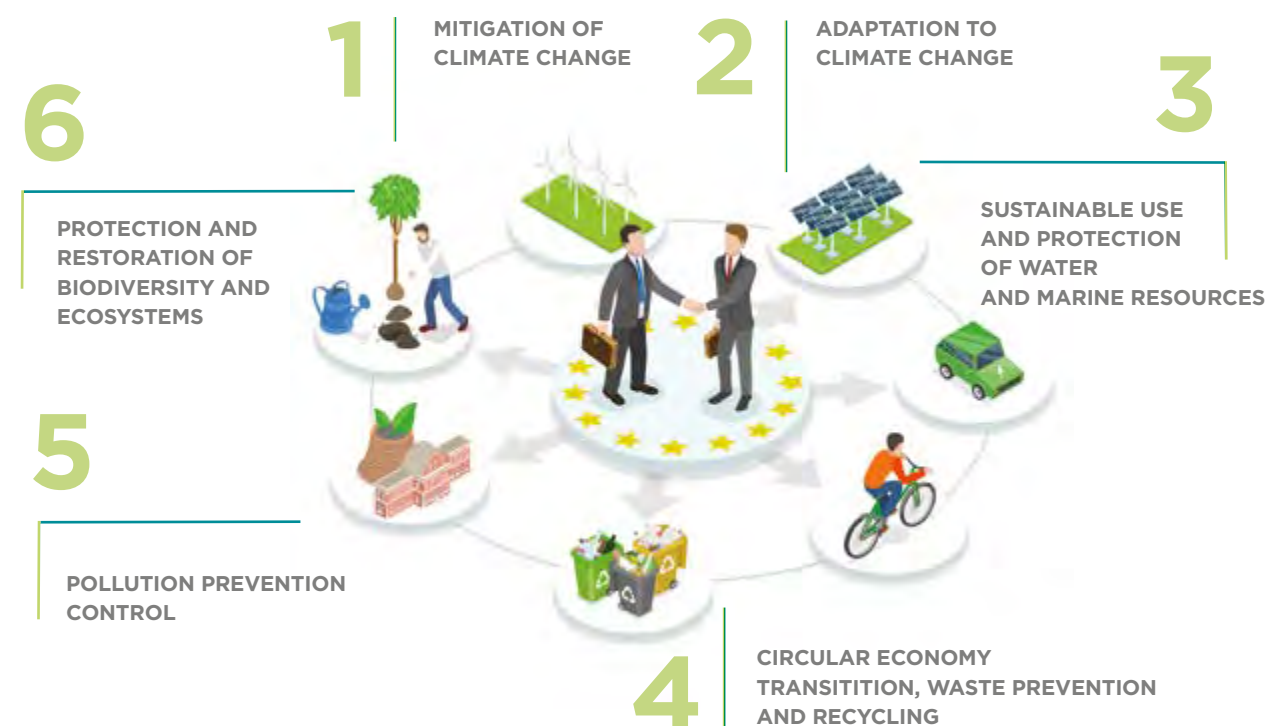 1
MITIGATION OF
CLIMATE CHANGE
2
ADAPTATION TO
CLIMATE CHANGE
3
SUSTAINABLE USE
AND PROTECTION
OF WATER
AND MARINE RESOURCES
4
CIRCULAR ECONOMY
TRANSITITION, WASTE PREVENTION
AND RECYCLING
5
POLLUTION PREVENTION
CONTROL
6
PROTECTION AND
RESTORATION OF
BIODIVERSITY AND
ECOSYSTEMS